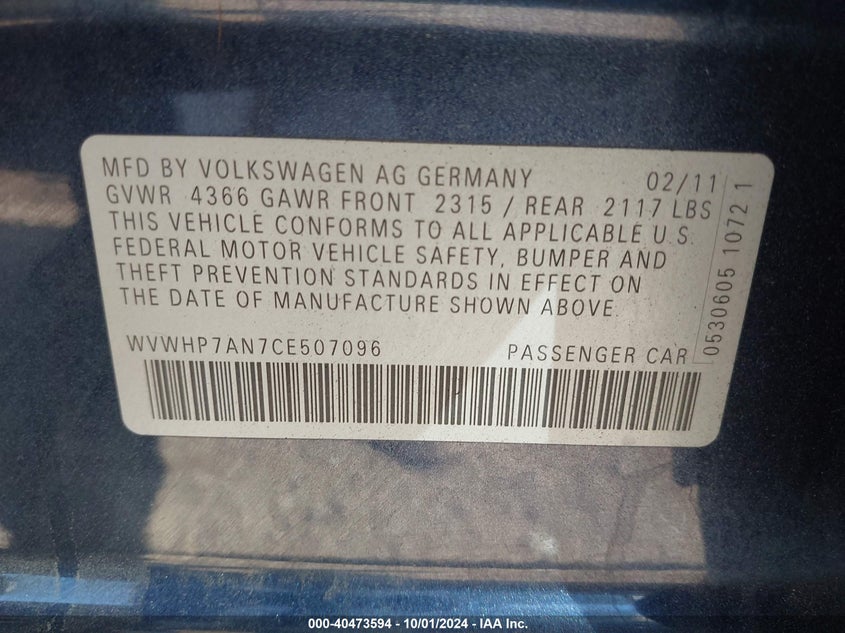 MFD BY VOLKSWAGEN AG GERMANY 02/11
GVWR 4366 GAWR FRONT 2315 / REAR 2117 LBS
THIS VEHICLE CONFORMS TO ALL APPLICABLE U.S.
FEDERAL MOTOR VEHICLE SAFETY, BUMPER AND
THEFT PREVENTION STANDARDS IN EFFECT ON
THE DATE OF MANUFACTURE SHOWN ABOVE.
WVWHP7AN7CE507096 PASSENGER CAR
0530605 10721
000-40473594 - 10/01/2024 - IAA Inc.